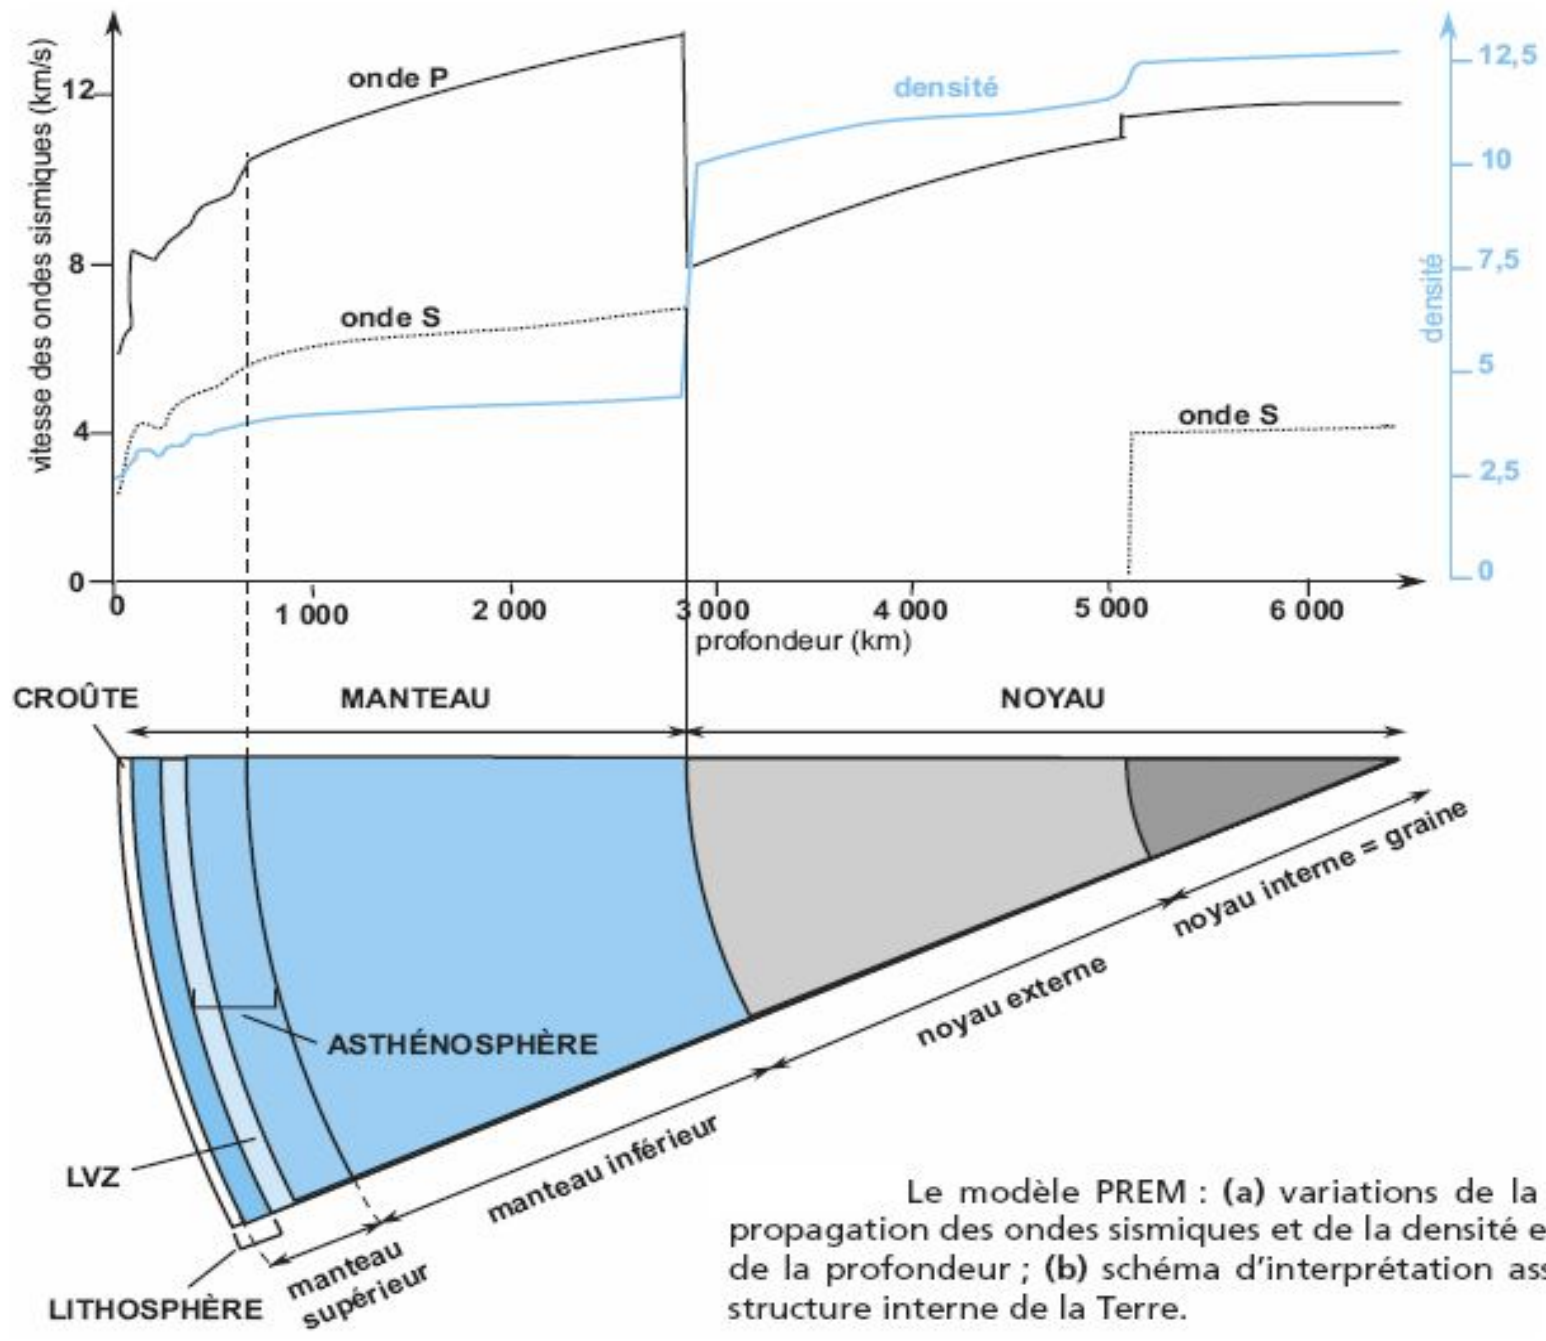 vitesse des ondes sismiques (km/s)
12
8
4
0
onde P
onde S
densité
onde S
12,5
10
7,5
5
2,5
0
densité
0
1 000
2 000
3 000
4 000
5 000
6 000
profondeur (km)
CROÛTE
MANTEAU
NOYAU
ASTHÉNOSPHÈRE
LVZ
LITHOSPHÈRE
manteau
supérieur
manteau inférieur
noyau externe
noyau interne = graine
Le modèle PREM : (a) variations de la
propagation des ondes sismiques et de la densité e
de la profondeur ; (b) schéma d'interprétation ass
structure interne de la Terre.